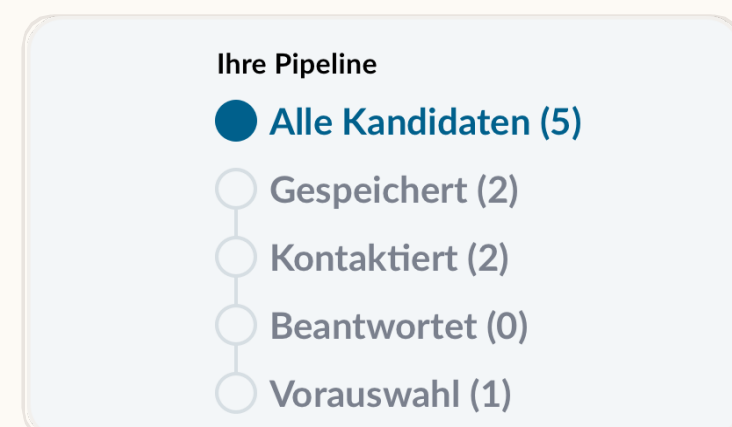 Ihre Pipeline
Alle Kandidaten (5)
Gespeichert (2)
Kontaktiert (2)
Beantwortet (0)
Vorauswahl (1)